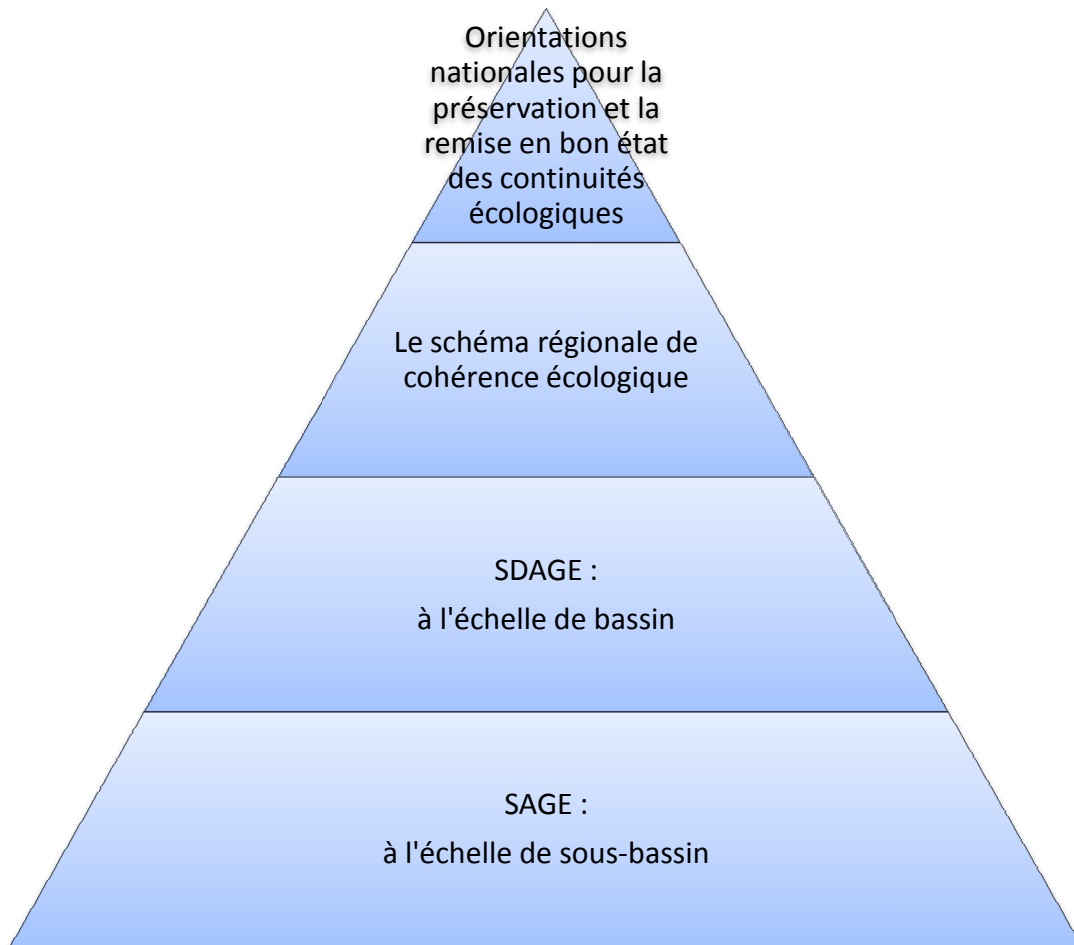 Orientations
nationales pour la
préservation et la
remise en bon état
des continuités
écologiques
Le schéma régionale de
cohérence écologique
SDAGE :
à l'échelle de bassin
SAGE :
à l'échelle de sous-bassin